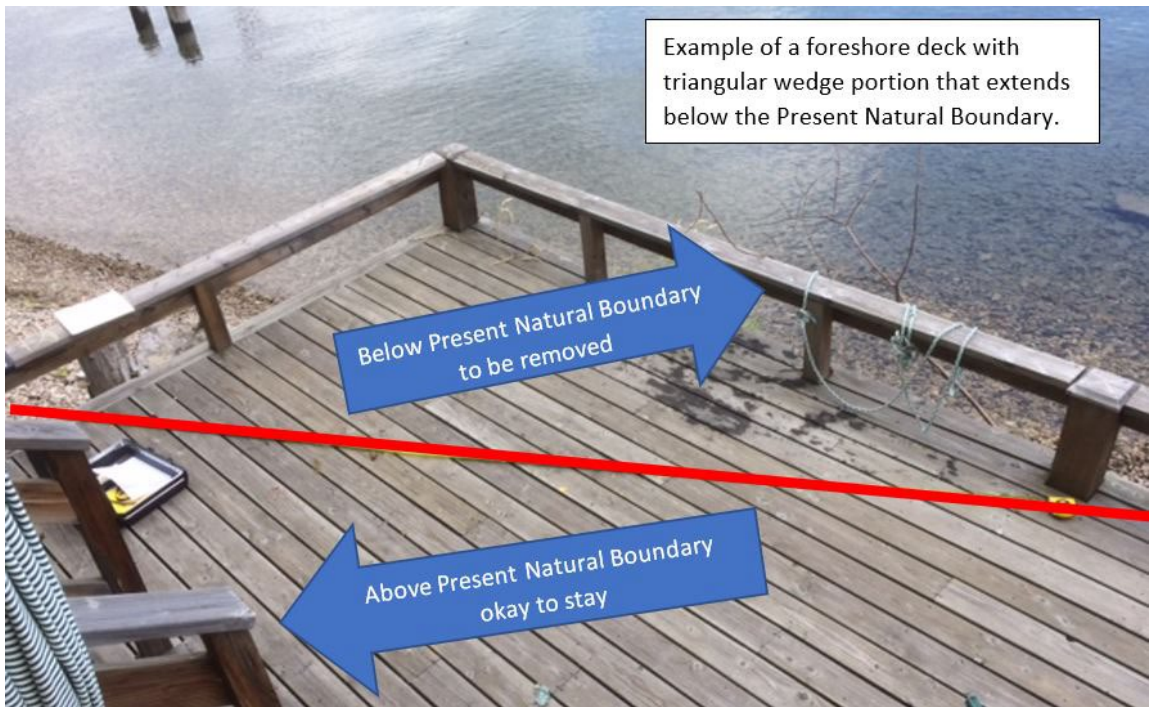 Example of a foreshore deck with
triangular wedge portion that extends
below the Present Natural Boundary.
Below Present Natural Boundary
to be removed
Above Present Natural Boundary
okay to stay